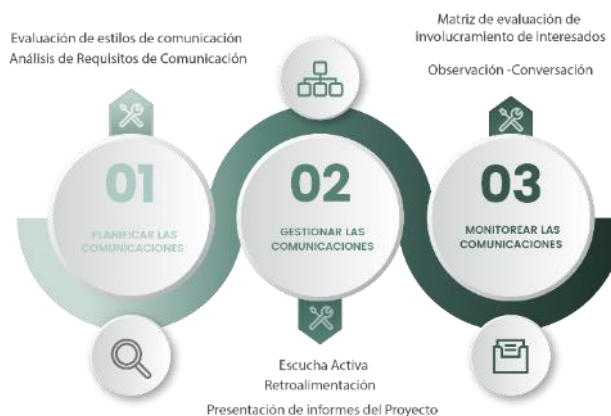 Evaluación de estilos de comunicación
Análisis de Requisitos de Comunicación
01
PLANIFICAR LAS
COMUNICACIONES
02
GESTIONAR LAS
COMUNICACIONES
Escucha Activa
Retroalimentación
Presentación de informes del Proyecto
Matriz de evaluación de
involucramiento de interesados
Observación -Conversación
03
MONITOREAR LAS
COMUNICACIONES